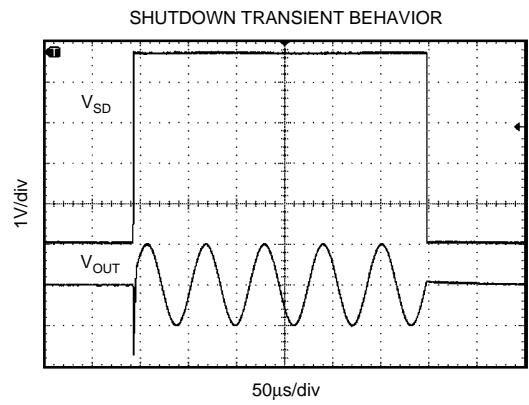 SHUTDOWN TRANSIENT BEHAVIOR
T
V_SD
1V/div
V_OUT
50µs/div